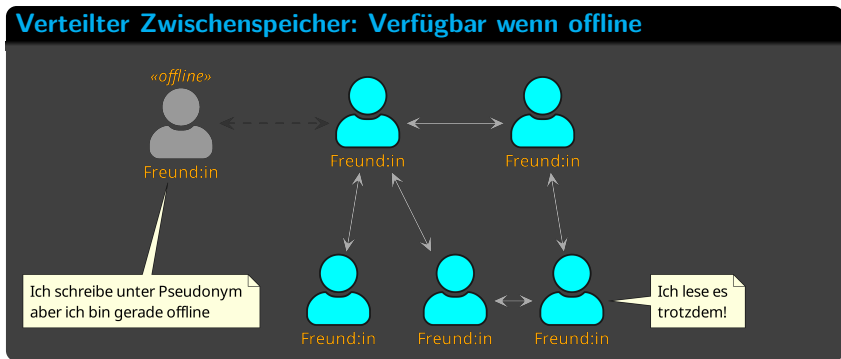 Verteilter Zwischenspeicher: Verfügbar wenn offline
«offline»
Freund:in
Freund:in
Freund:in
Ich schreibe unter Pseudonym
aber ich bin gerade offline
Ich lese es
trotzdem!
Freund:in
Freund:in
Freund:in